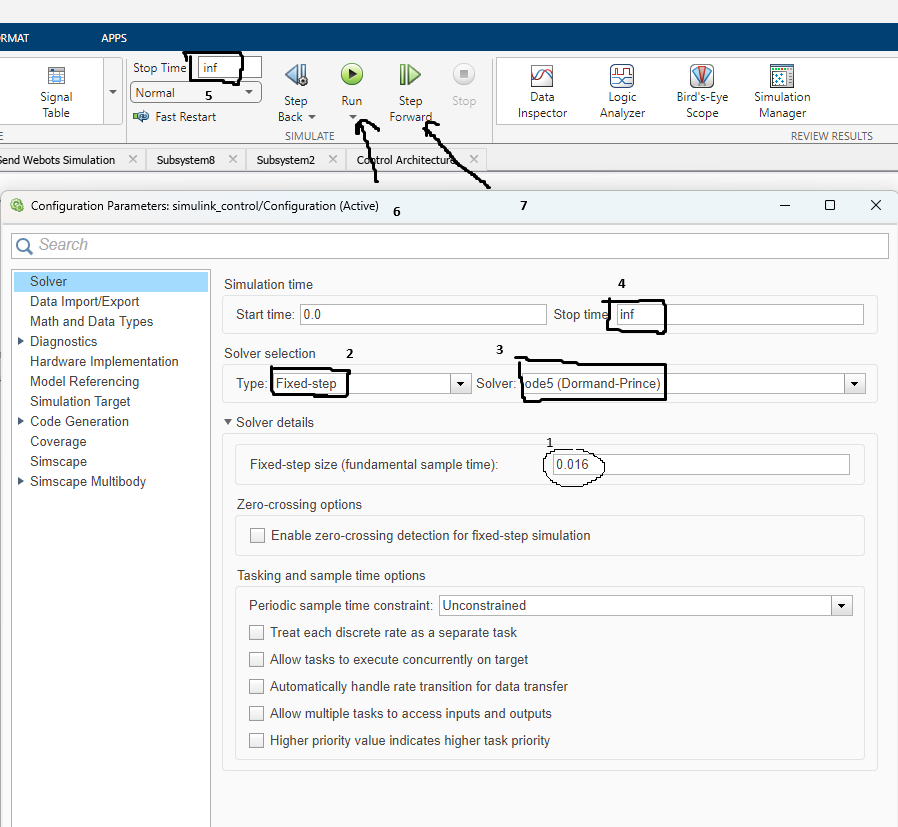 RMAT APPS
Stop Time inf
Normal 5
Fast Restart
Signal
Table
Step
Back
Run
Step
Forward
Stop
SIMULATE
Data
Inspector
Logic
Analyzer
Bird's-Eye
Scope
Simulation
Manager
REVIEW RESULTS
end Webots Simulation Subsystem8 Subsystem2 Control Architecture
Configuration Parameters: simulink_control/Configuration (Active) 6 7
Search
Solver
Data Import/Export
Math and Data Types
Diagnostics
Hardware Implementation
Model Referencing
Simulation Target
Code Generation
Coverage
Simscape
Simscape Multibody
Simulation time 4
Start time: 0.0 Stop time inf
Solver selection 2 3
Type: Fixed-step Solver: ode5 (Dormand-Prince)
Solver details
1
Fixed-step size (fundamental sample time): 0.016
Zero-crossing options
Enable zero-crossing detection for fixed-step simulation
Tasking and sample time options
Periodic sample time constraint: Unconstrained
Treat each discrete rate as a separate task
Allow tasks to execute concurrently on target
Automatically handle rate transition for data transfer
Allow multiple tasks to access inputs and outputs
Higher priority value indicates higher task priority